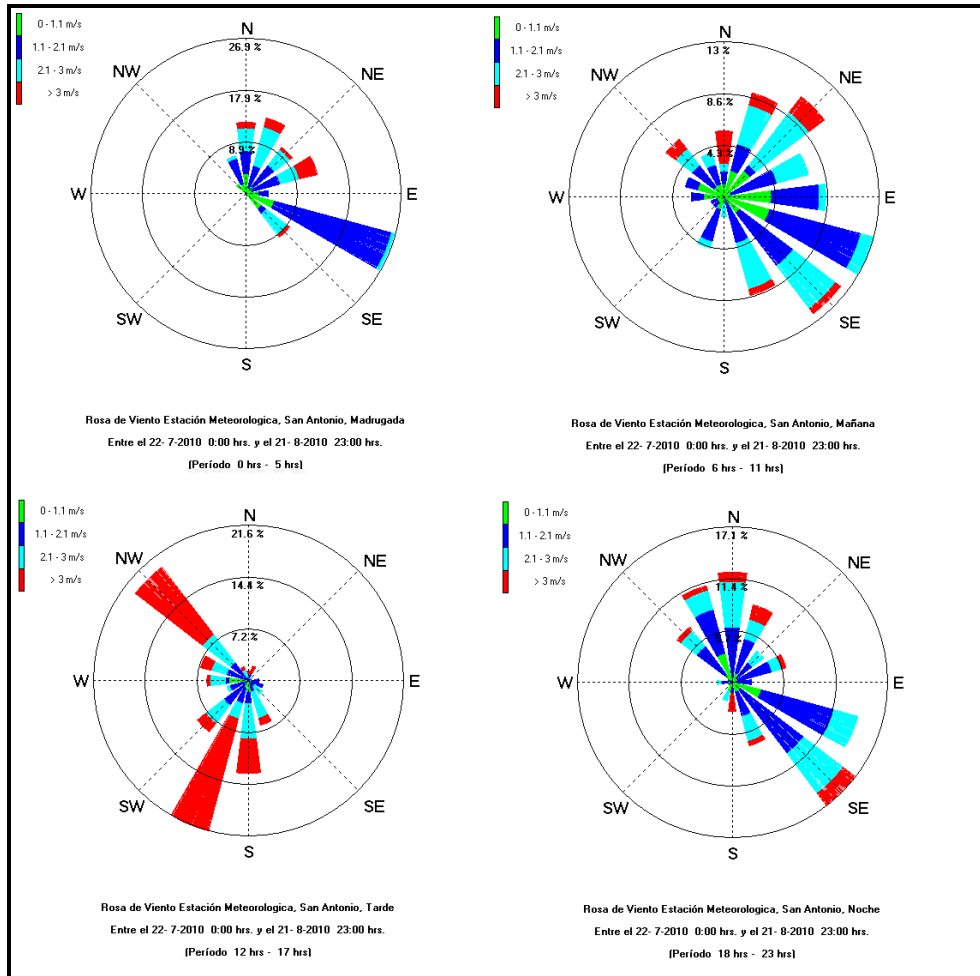 0 - 1.1 m/s
1.1 - 2.1 m/s
2.1 - 3 m/s
> 3 m/s
N
26.9 %
NW
NE
17.9 %
8.9 %
W
E
SW
SE
S
Rosa de Viento Estación Meteorologica, San Antonio, Madrugada
Entre el 22- 7-2010 0:00 hrs. y el 21- 8-2010 23:00 hrs.
(Período 0 hrs - 5 hrs)
0 - 1.1 m/s
1.1 - 2.1 m/s
2.1 - 3 m/s
> 3 m/s
N
13 %
NW
NE
8.6 %
4.3 %
W
E
SW
SE
S
Rosa de Viento Estación Meteorologica, San Antonio, Mañana
Entre el 22- 7-2010 0:00 hrs. y el 21- 8-2010 23:00 hrs.
(Período 6 hrs - 11 hrs)
0 - 1.1 m/s
1.1 - 2.1 m/s
2.1 - 3 m/s
> 3 m/s
N
21.6 %
NW
NE
14.4 %
7.2 %
W
E
SW
SE
S
Rosa de Viento Estación Meteorologica, San Antonio, Tarde
Entre el 22- 7-2010 0:00 hrs. y el 21- 8-2010 23:00 hrs.
(Período 12 hrs - 17 hrs)
0 - 1.1 m/s
1.1 - 2.1 m/s
2.1 - 3 m/s
> 3 m/s
N
17.1 %
NW
NE
11.4 %
W
E
SW
SE
S
Rosa de Viento Estación Meteorologica, San Antonio, Noche
Entre el 22- 7-2010 0:00 hrs. y el 21- 8-2010 23:00 hrs.
(Período 18 hrs - 23 hrs)